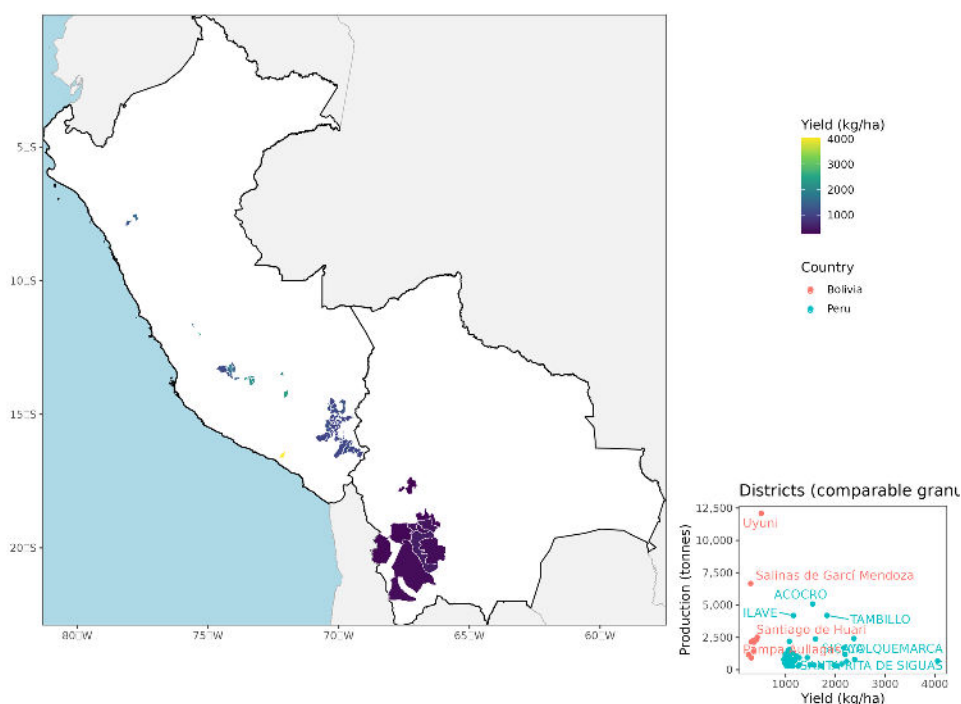 5°S
10°S
15°S
20°S
80°W
75°W
70°W
65°W
60°W
Yield (kg/ha)
4000
3000
2000
1000
Country
Bolivia
Peru
Districts (comparable granu
Production (tonnes)
12,500
10,000
7,500
5,000
2,500
0
Uyuni
Salinas de Garcí Mendoza
ACOCRO
ILAVE
TAMBILLO
Santiago de Huari
YOLQUEMARCA
Pampa Aullagas
SANTA RITA DE SIGUAS
1000
2000
3000
4000
Yield (kg/ha)